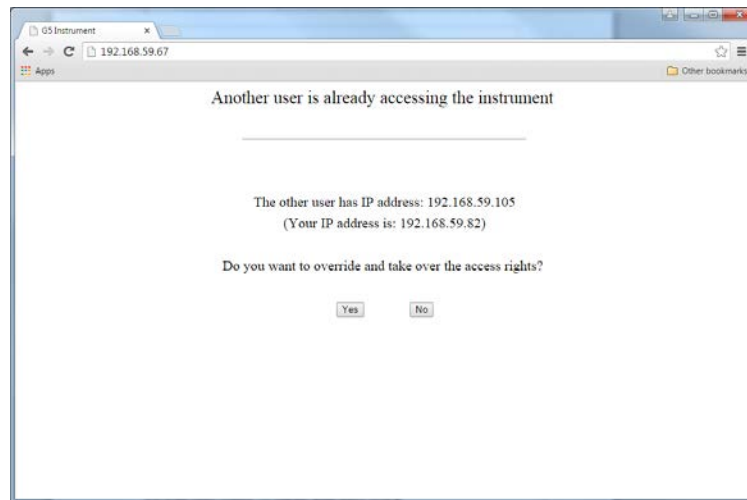 G5 Instrument
192.168.59.67
Apps
Other bookmarks
Another user is already accessing the instrument
The other user has IP address: 192.168.59.105
(Your IP address is: 192.168.59.82)
Do you want to override and take over the access rights?
Yes No